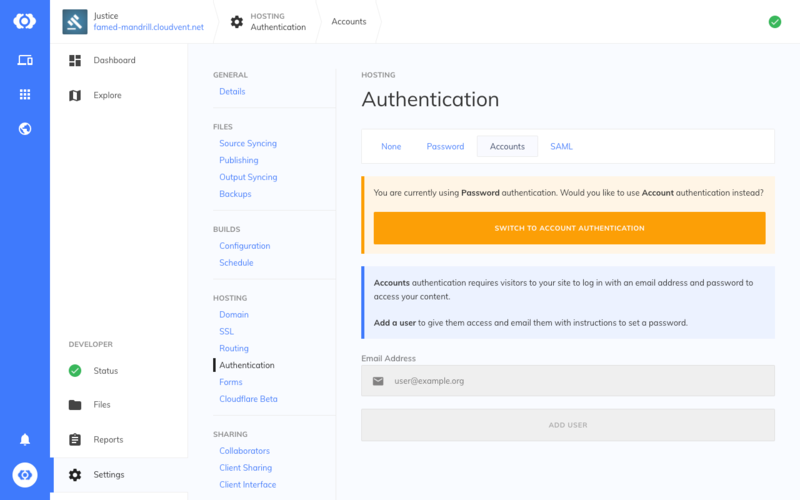 Justice
famed-mandrill.cloudvent.net
HOSTING
Authentication
Accounts
Dashboard
Explore
DEVELOPER
Status
Files
Reports
Settings
GENERAL
Details
FILES
Source Syncing
Publishing
Output Syncing
Backups
BUILDS
Configuration
Schedule
HOSTING
Domain
SSL
Routing
Authentication
Forms
Cloudflare Beta
SHARING
Collaborators
Client Sharing
Client Interface
HOSTING
Authentication
None Password Accounts SAML
You are currently using Password authentication. Would you like to use Account authentication instead?
SWITCH TO ACCOUNT AUTHENTICATION
Accounts authentication requires visitors to your site to log in with an email address and password to
access your content.
Add a user to give them access and email them with instructions to set a password.
Email Address
user@example.org
ADD USER